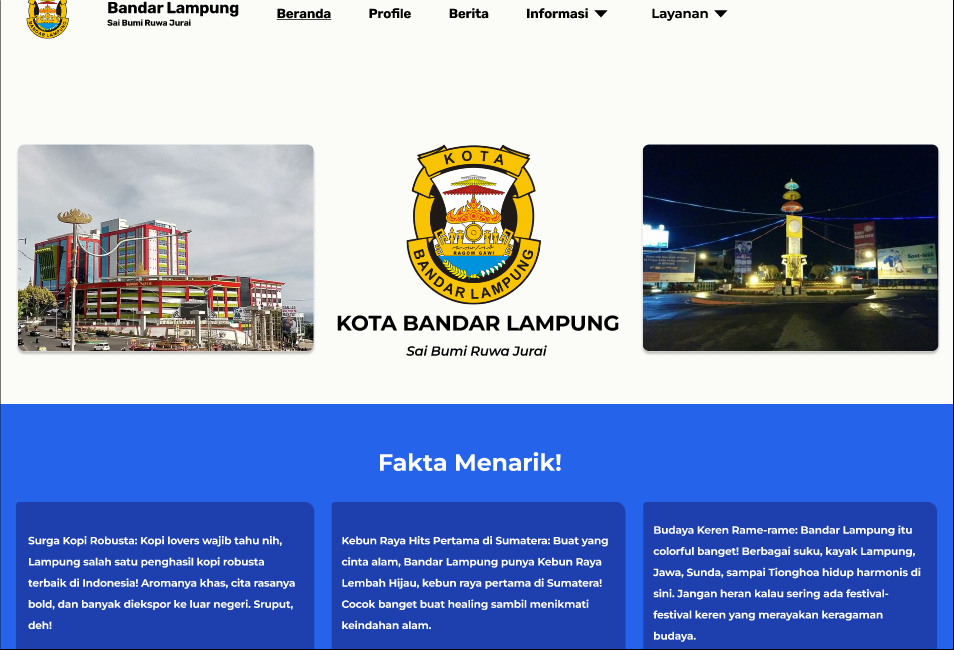 Bandar Lampung
Sai Bumi Ruwa Jurai
Beranda
Profile
Berita
Informasi
Layanan
KOTA
RAGOM GAWI
BANDAR LAMPUNG
KOTA BANDAR LAMPUNG
Sai Bumi Ruwa Jurai
Fakta Menarik!
Surga Kopi Robusta: Kopi lovers wajib tahu nih,
Lampung salah satu penghasil kopi robusta
terbaik di Indonesia! Aromanya khas, cita rasanya
bold, dan banyak diekspor ke luar negeri. Sruput,
deh!
Kebun Raya Hits Pertama di Sumatera: Buat yang
cinta alam, Bandar Lampung punya Kebun Raya
Lembah Hijau, kebun raya pertama di Sumatera!
Cocok banget buat healing sambil menikmati
keindahan alam.
Budaya Keren Rame-rame: Bandar Lampung itu
colorful banget! Berbagai suku, kayak Lampung,
Jawa, Sunda, sampai Tionghoa hidup harmonis di
sini. Jangan heran kalau sering ada festival-
festival keren yang merayakan keragaman
budaya.